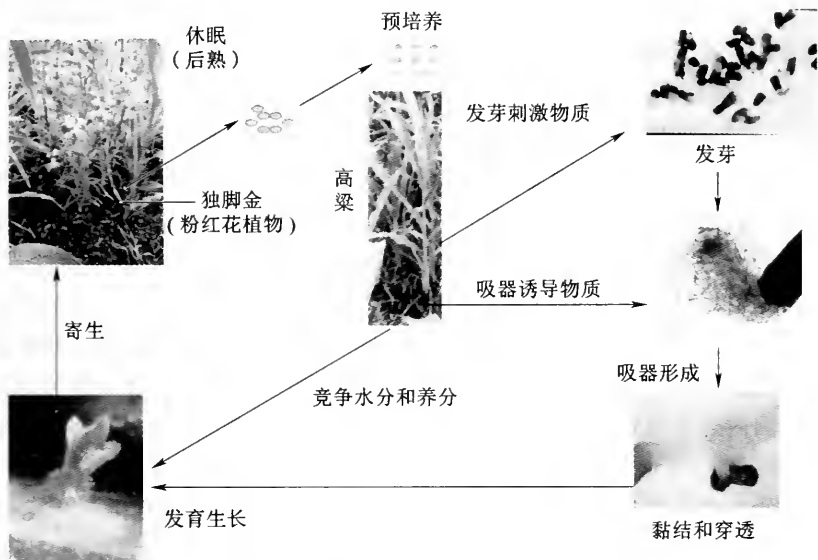 休眠
（后熟）
预培养
发芽刺激物质
发芽
高粱
独脚金
（粉红花植物）
吸器诱导物质
寄生
吸器形成
竞争水分和养分
发育生长
黏结和穿透